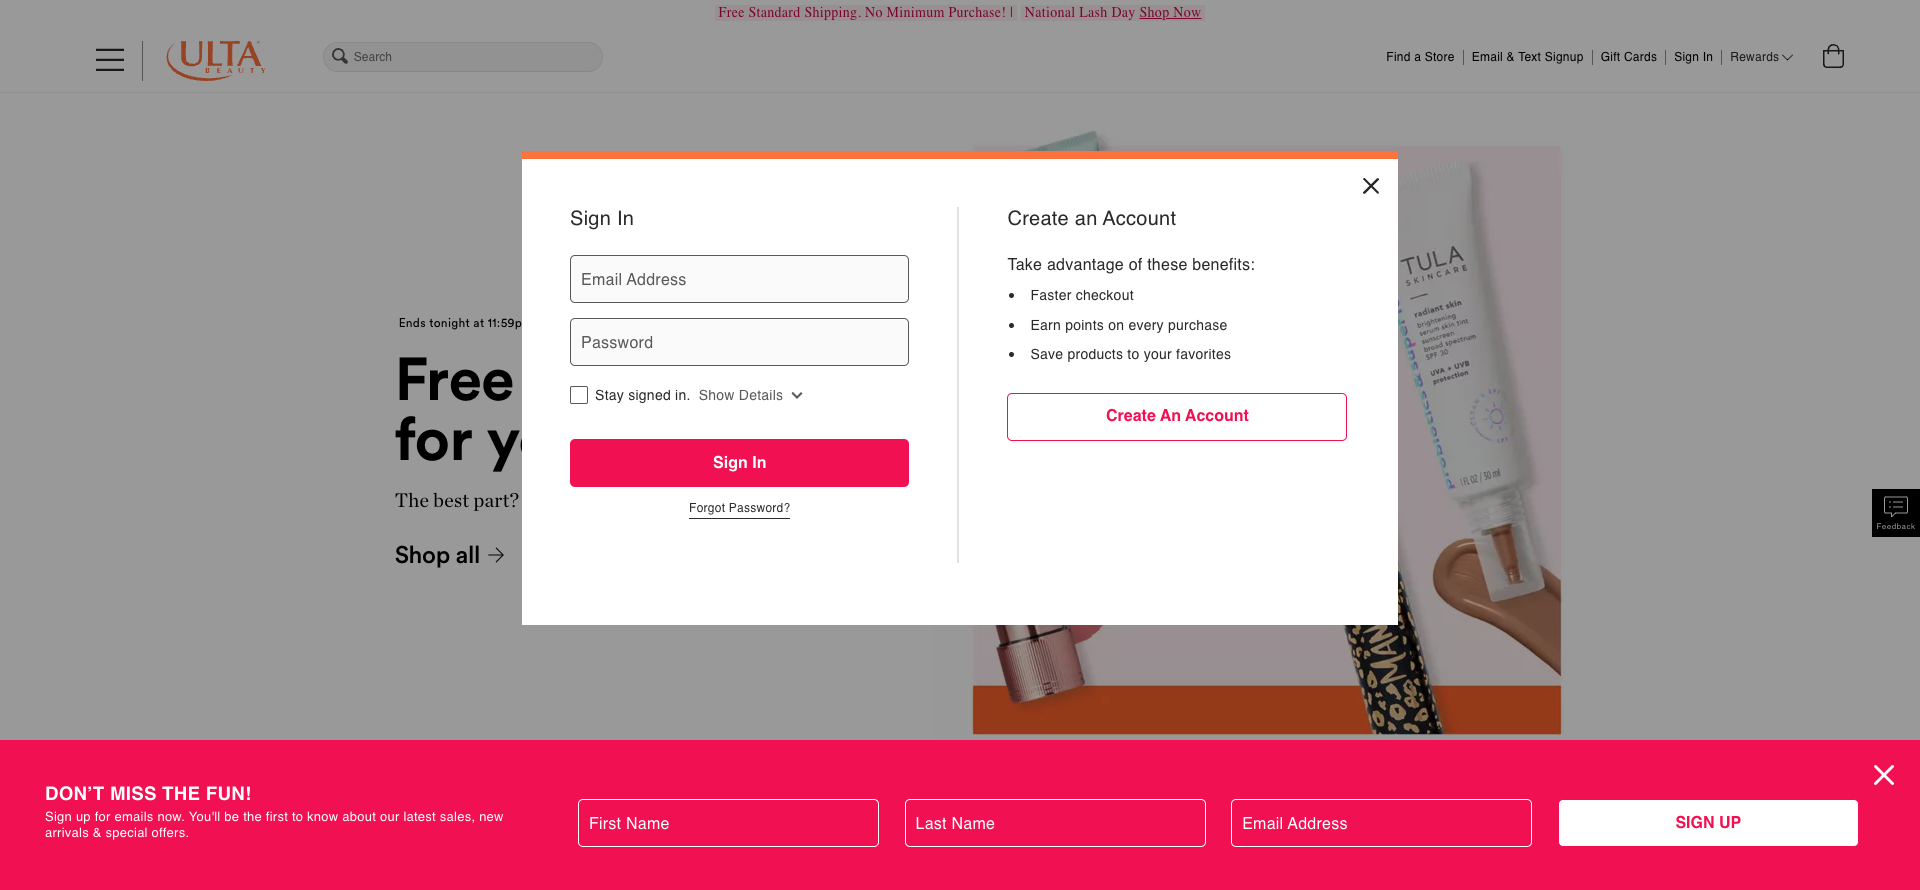 Free Standard Shipping. No Minimum Purchase! | National Lash Day Shop Now
ULTA
BEAUTY
Search
Find a Store
Email & Text Signup
Gift Cards
Sign In
Rewards
Sign In
Email Address
Password
Stay signed in. Show Details
Sign In
Forgot Password?
Create an Account
Take advantage of these benefits:
• Faster checkout
• Earn points on every purchase
• Save products to your favorites
Create An Account
Ends tonight at 11:59p
Free
for
The best part?
Shop all
TULA
SKINCARE
radiant skin
brightening
serum skin tint
sunscreen
broad spectrum
SPF 30
UVA + UVB
protection
1 FL OZ / 30 mL
MAN
Feedback
DON'T MISS THE FUN!
Sign up for emails now. You'll be the first to know about our latest sales, new
arrivals & special offers.
First Name
Last Name
Email Address
SIGN UP